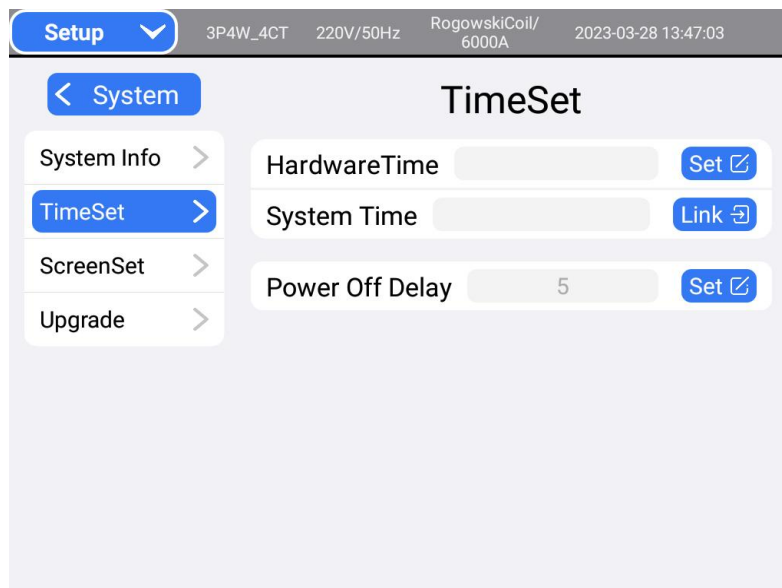 Setup
3P4W_4CT
220V/50Hz
RogowskiCoil/
6000A
2023-03-28 13:47:03
System
TimeSet
System Info
TimeSet
ScreenSet
Upgrade
HardwareTime
Set
System Time
Link
Power Off Delay
5
Set